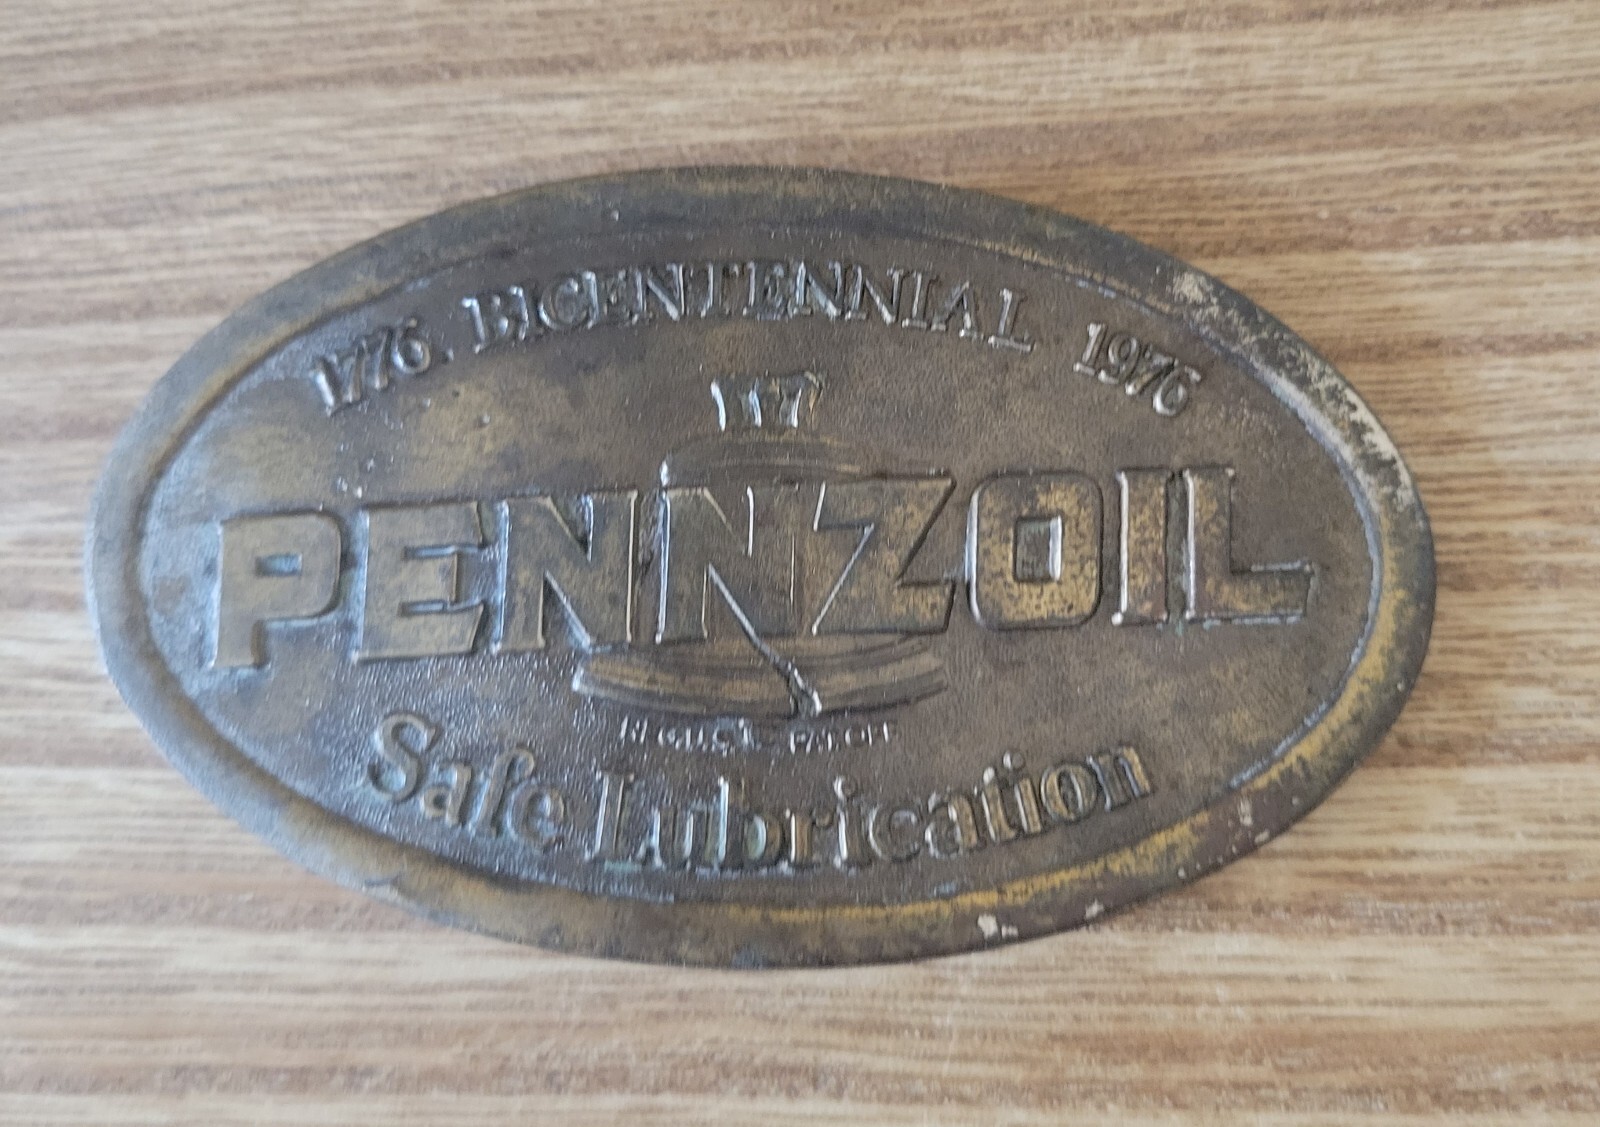 1776 BICENTENNIAL 1976
PENNZOIL
Safe Lubrication